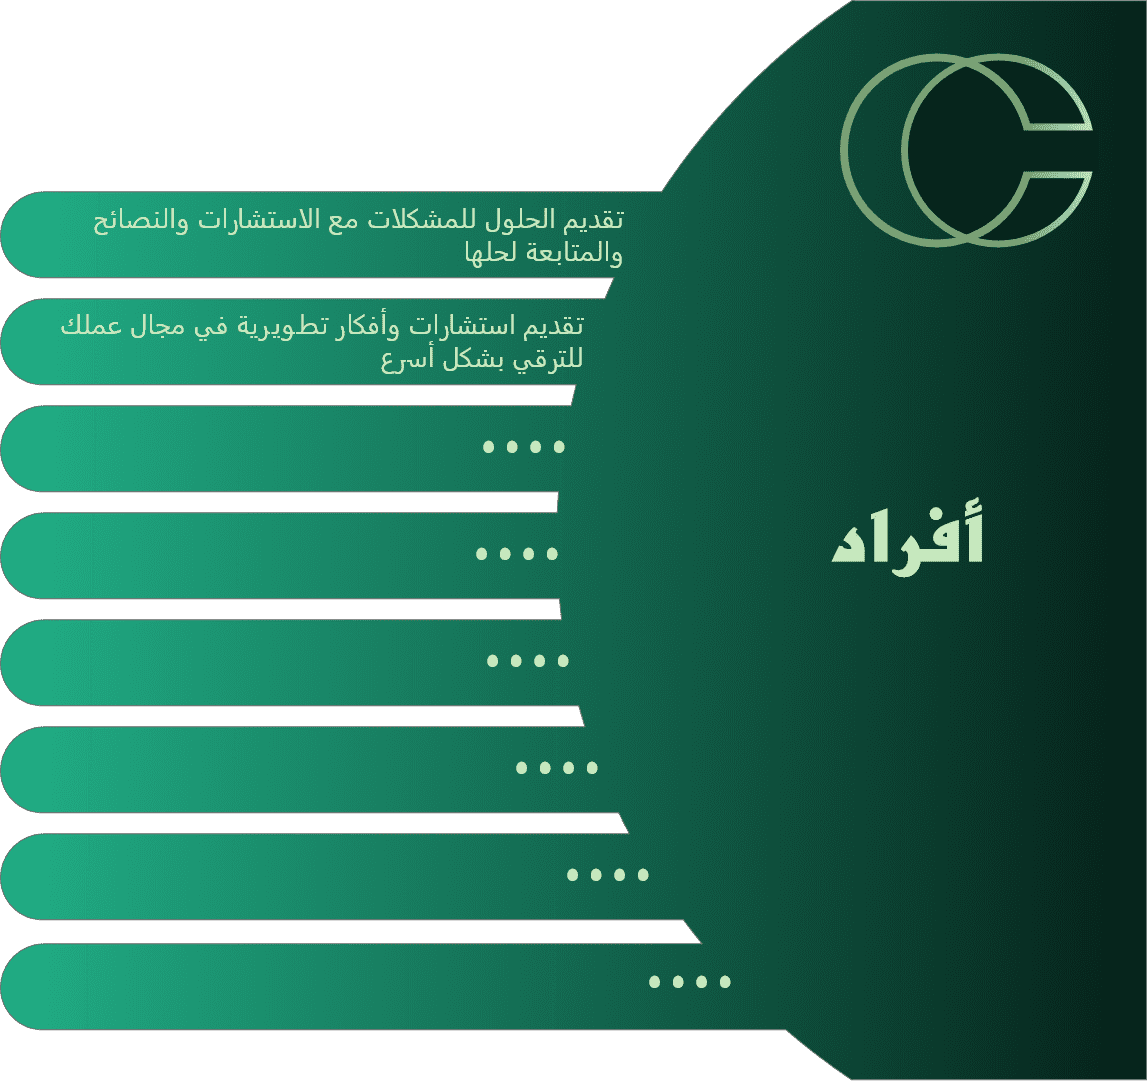 تقديم الحلول للمشكلات مع الاستشارات والنصائح
والمتابعة لحلها
تقديم استشارات وأفكار تطويرية في مجال عملك
للترقي بشكل أسرع
....
....
....
....
....
....
أفراد